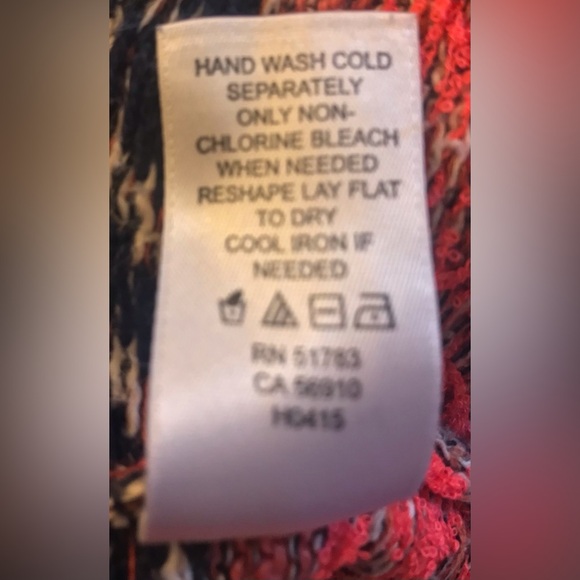 HAND WASH COLD
SEPARATELY
ONLY NON-
CHLORINE BLEACH
WHEN NEEDED
RESHAPE LAY FLAT
TO DRY
COOL IRON IF
NEEDED
RN 51783
CA 56910
H0415